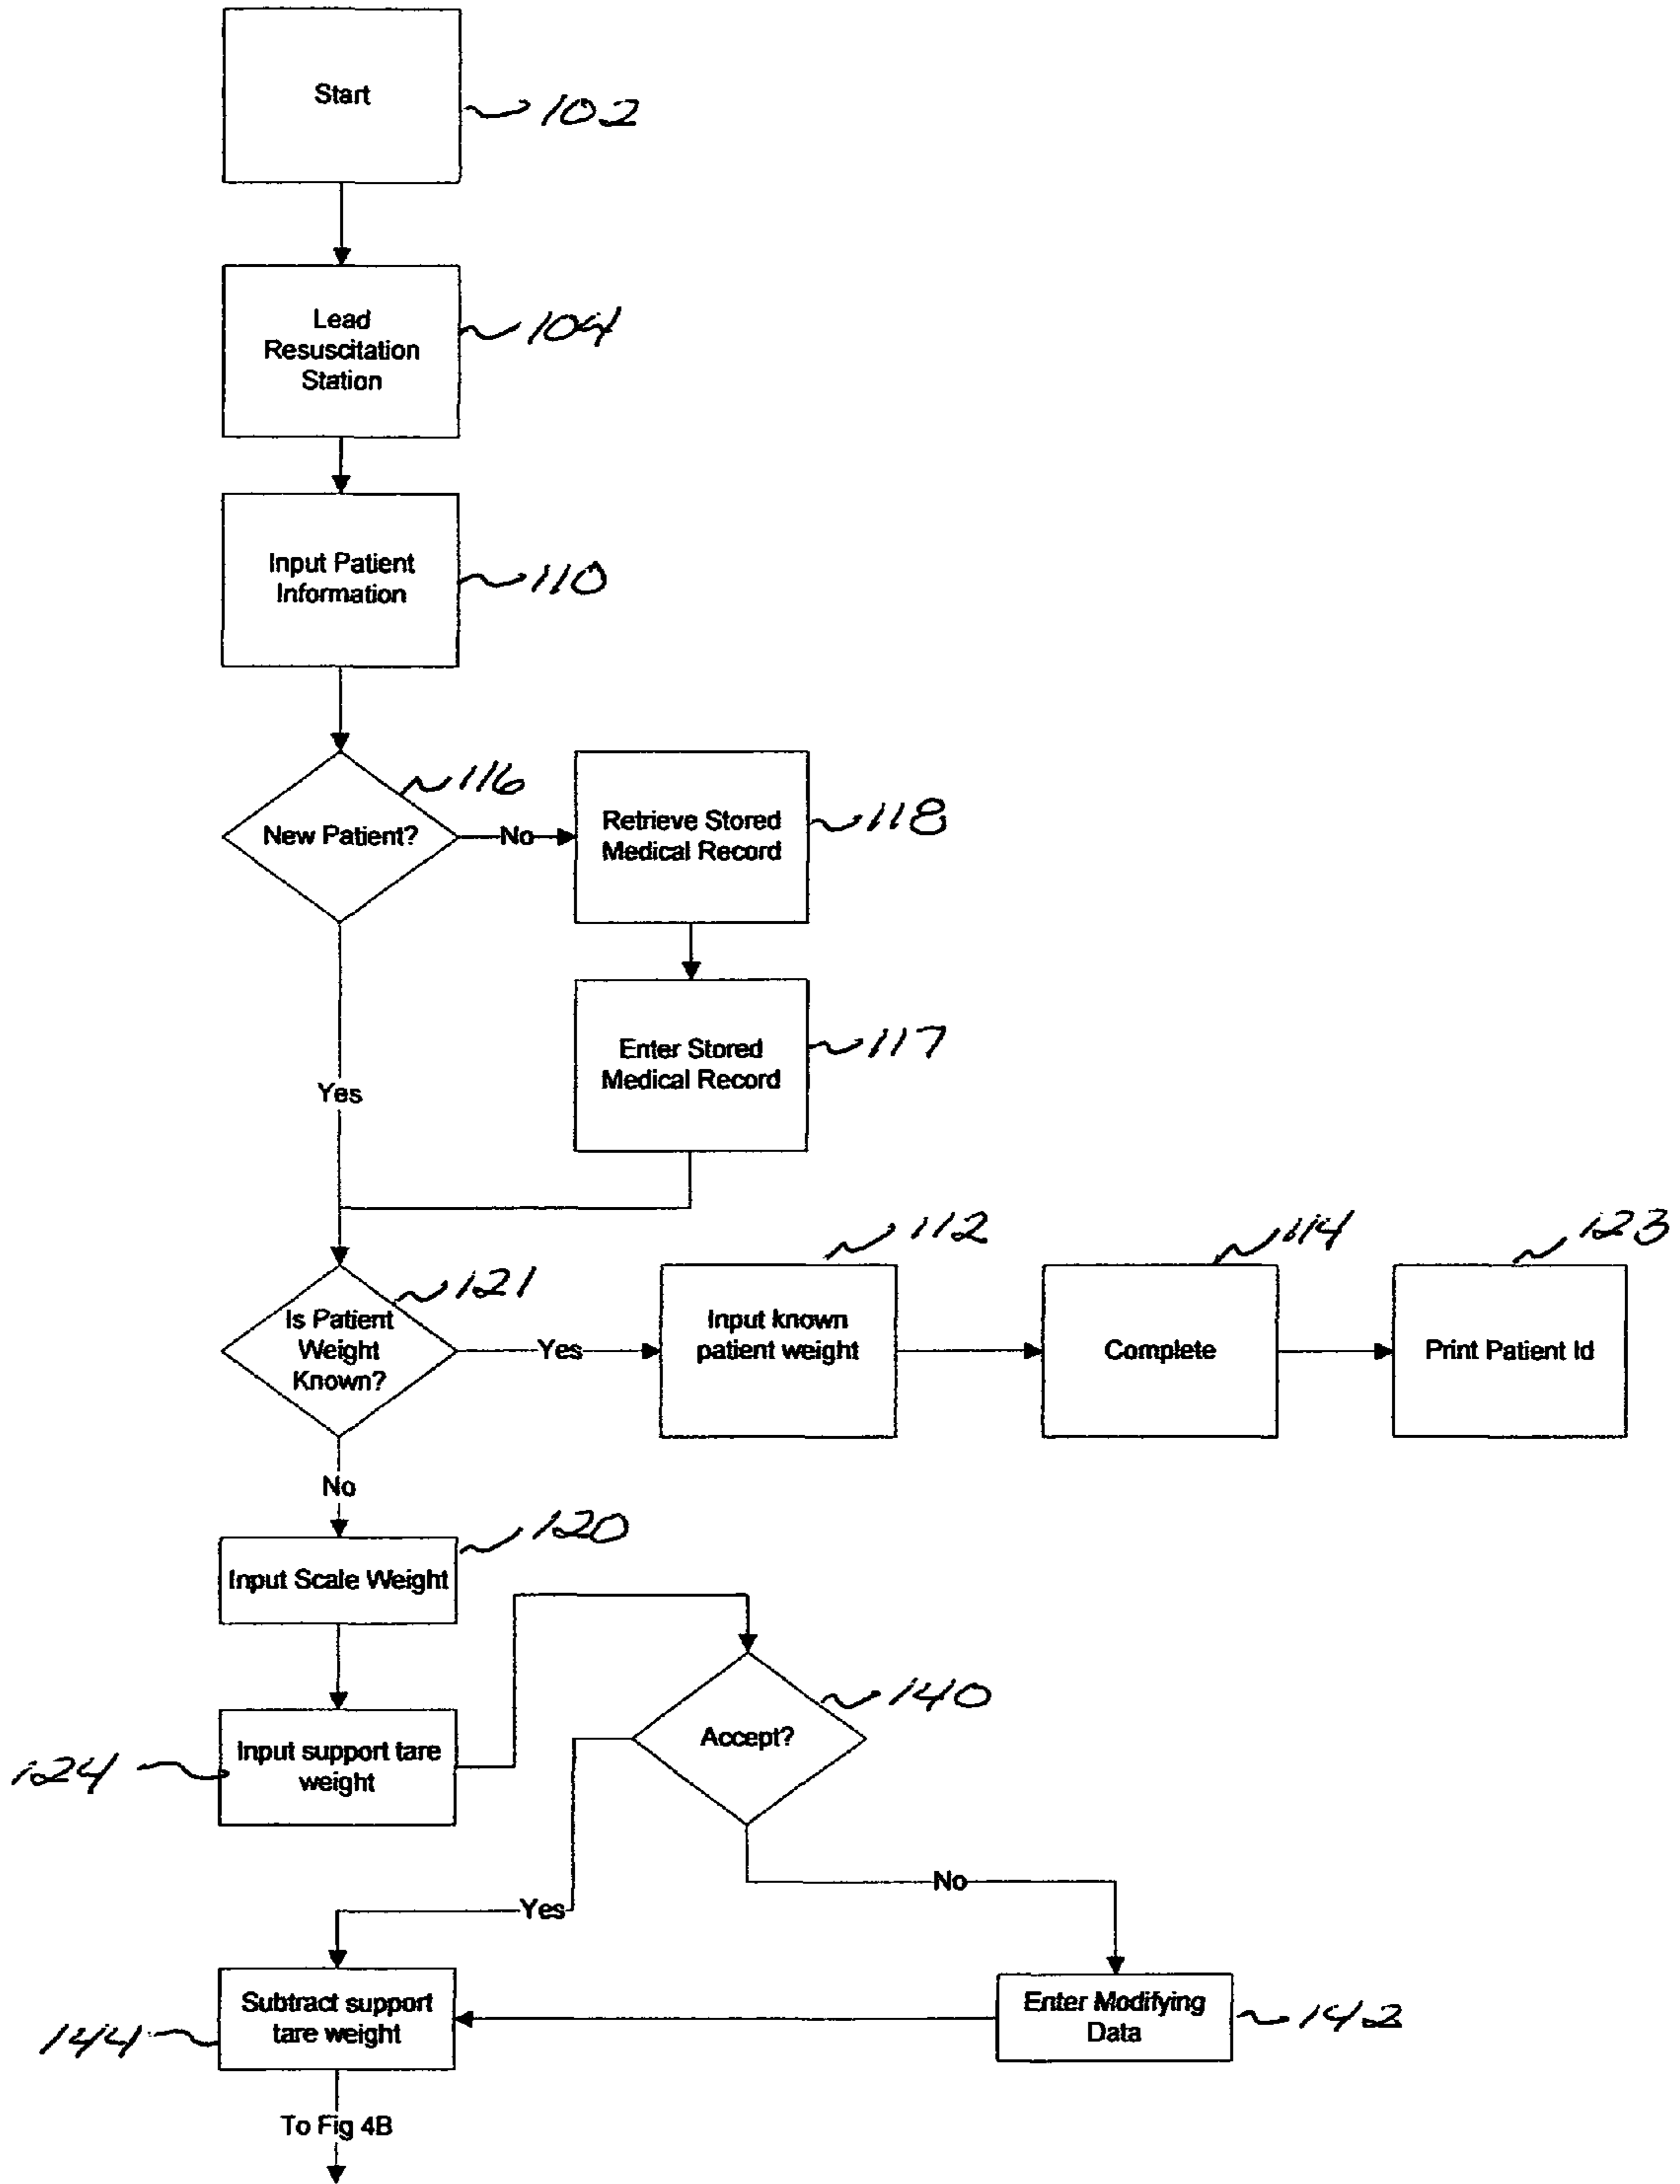 Start
102
Lead
Resuscitation
Station
104
Input Patient
Information
110
116
New Patient?
No
Retrieve Stored
Medical Record
118
Enter Stored
Medical Record
117
Yes
121
Is Patient
Weight
Known?
Yes
112
Input known
patient weight
114
Complete
123
Print Patient Id
No
120
Input Scale Weight
124
Input support tare
weight
140
Accept?
No
Yes
144
Subtract support
tare weight
Enter Modifying
Data
142
To Fig 4B